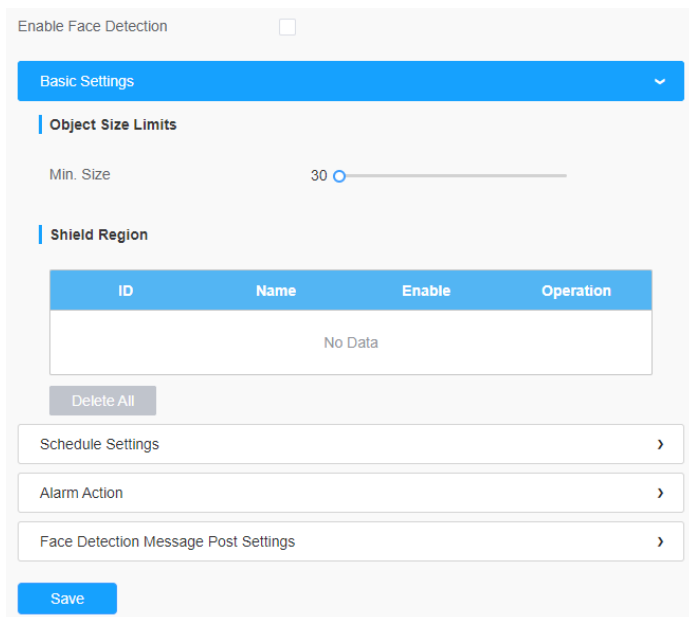 Enable Face Detection
Basic Settings
Object Size Limits
Min. Size 30
Shield Region
ID Name Enable Operation
No Data
Delete All
Schedule Settings
Alarm Action
Face Detection Message Post Settings
Save